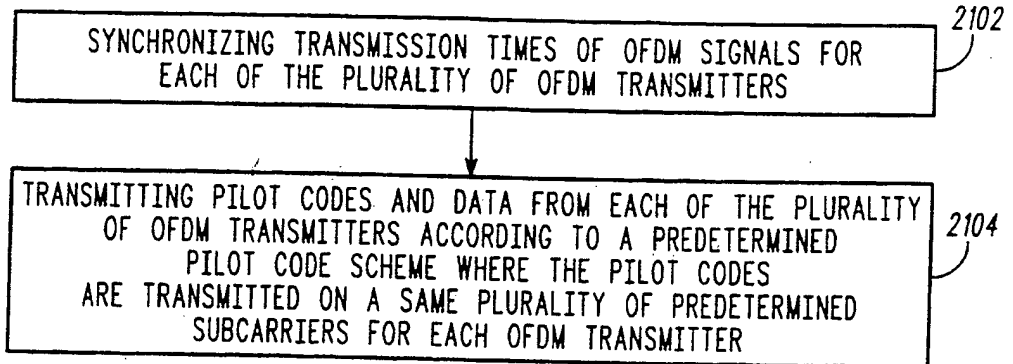 2102
SYNCHRONIZING TRANSMISSION TIMES OF OFDM SIGNALS FOR
EACH OF THE PLURALITY OF OFDM TRANSMITTERS
TRANSMITTING PILOT CODES AND DATA FROM EACH OF THE PLURALITY
OF OFDM TRANSMITTERS ACCORDING TO A PREDETERMINED
PILOT CODE SCHEME WHERE THE PILOT CODES
ARE TRANSMITTED ON A SAME PLURALITY OF PREDETERMINED
SUBCARRIERS FOR EACH OFDM TRANSMITTER
2104